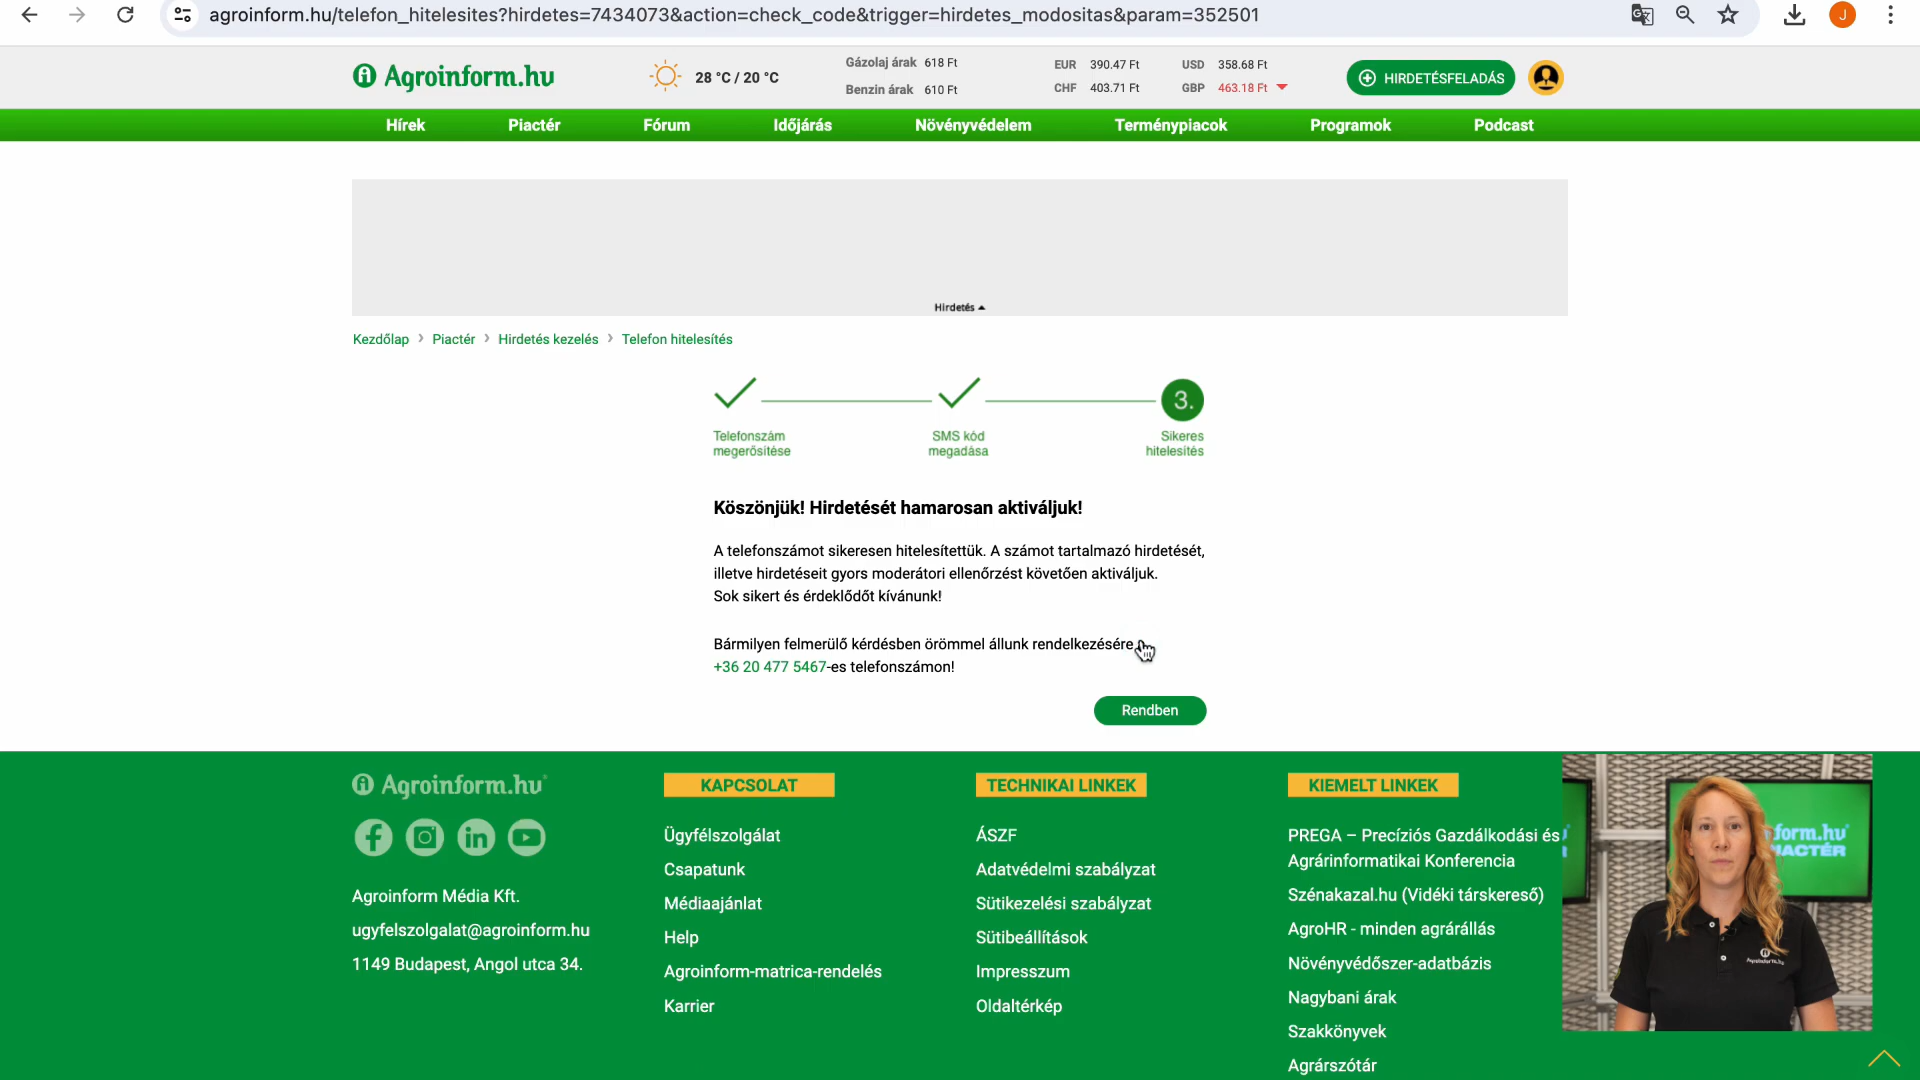 agroinform.hu/telefon_hitelesites?hirdetes=7434073&action=check_code&trigger=hirdetes_modositas&param=352501
J
Agroinform.hu
28 °C / 20 °C
Gázolaj árak 618 Ft
Benzin árak 610 Ft
EUR 390.47 Ft
USD 358.68 Ft
CHF 403.71 Ft
GBP 463.18 Ft
HIRDETÉSFELADÁS
Hírek
Piactér
Fórum
Időjárás
Növényvédelem
Terménypiacok
Programok
Podcast
Hirdetés
Kezdőlap › Piactér › Hirdetés kezelés › Telefon hitelesítés
3.
Telefonszám
megerősítése
SMS kód
megadása
Sikeres
hitelesítés
Köszönjük! Hirdetését hamarosan aktiváljuk!
A telefonszámot sikeresen hitelesítettük. A számot tartalmazó hirdetését,
illetve hirdetéseit gyors moderátori ellenőrzést követően aktiváljuk.
Sok sikert és érdeklődőt kívánunk!
Bármilyen felmerülő kérdésben örömmel állunk rendelkezésére
+36 20 477 5467-es telefonszámon!
Rendben
Agroinform.hu
Agroinform Média Kft.
ugyfelszolgalat@agroinform.hu
1149 Budapest, Angol utca 34.
KAPCSOLAT
Ügyfélszolgálat
Csapatunk
Médiaajánlat
Help
Agroinform-matrica-rendelés
Karrier
TECHNIKAI LINKEK
ÁSZF
Adatvédelmi szabályzat
Sütikezelési szabályzat
Sütibeállítások
Impresszum
Oldaltérkép
KIEMELT LINKEK
PREGA – Precíziós Gazdálkodási és
Agrárinformatikai Konferencia
Szénakazal.hu (Vidéki társkereső)
AgroHR - minden agrárállás
Növényvédőszer-adatbázis
Nagybani árak
Szakkönyvek
Agrárszótár
form.hu
IACTÉR
Agroinform.hu